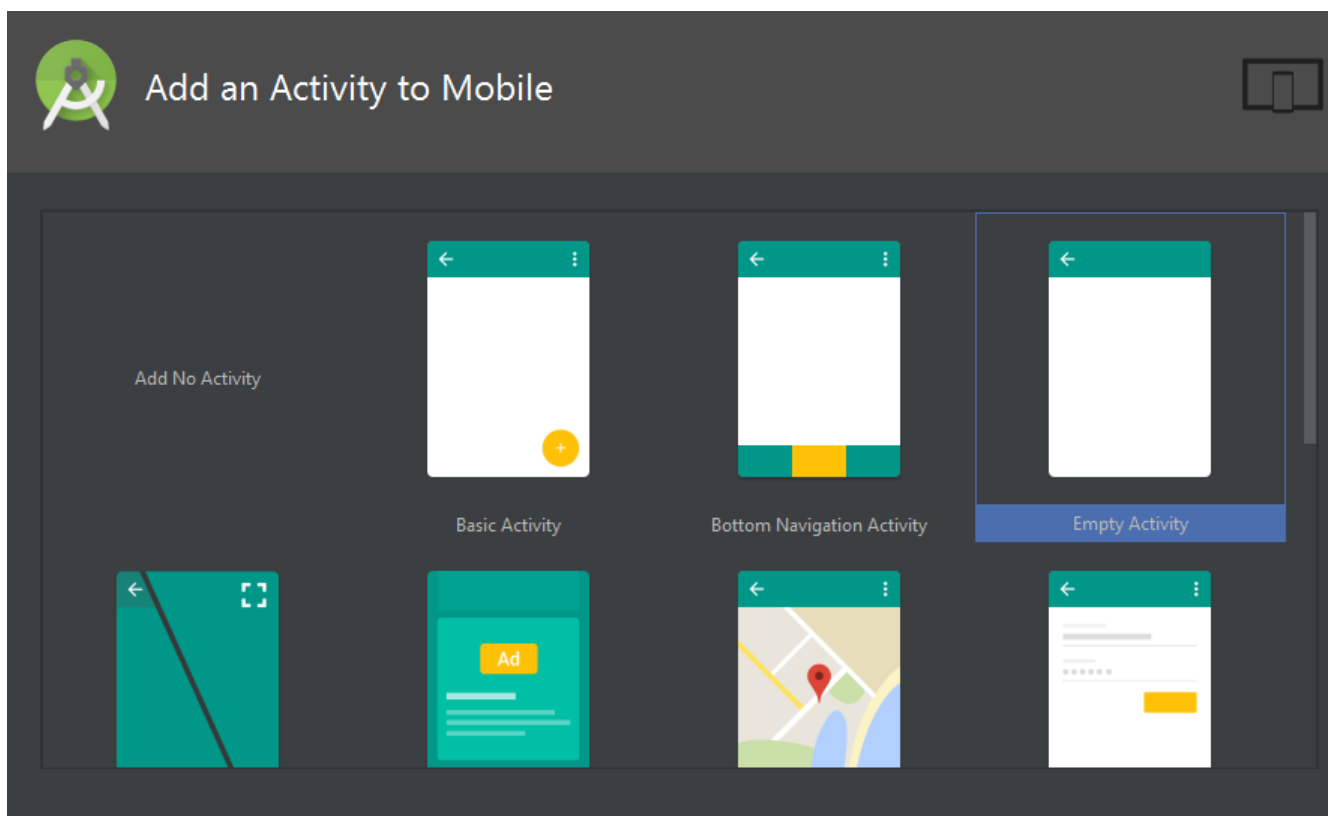 Add an Activity to Mobile
Add No Activity
Basic Activity
Bottom Navigation Activity
Empty Activity
Ad